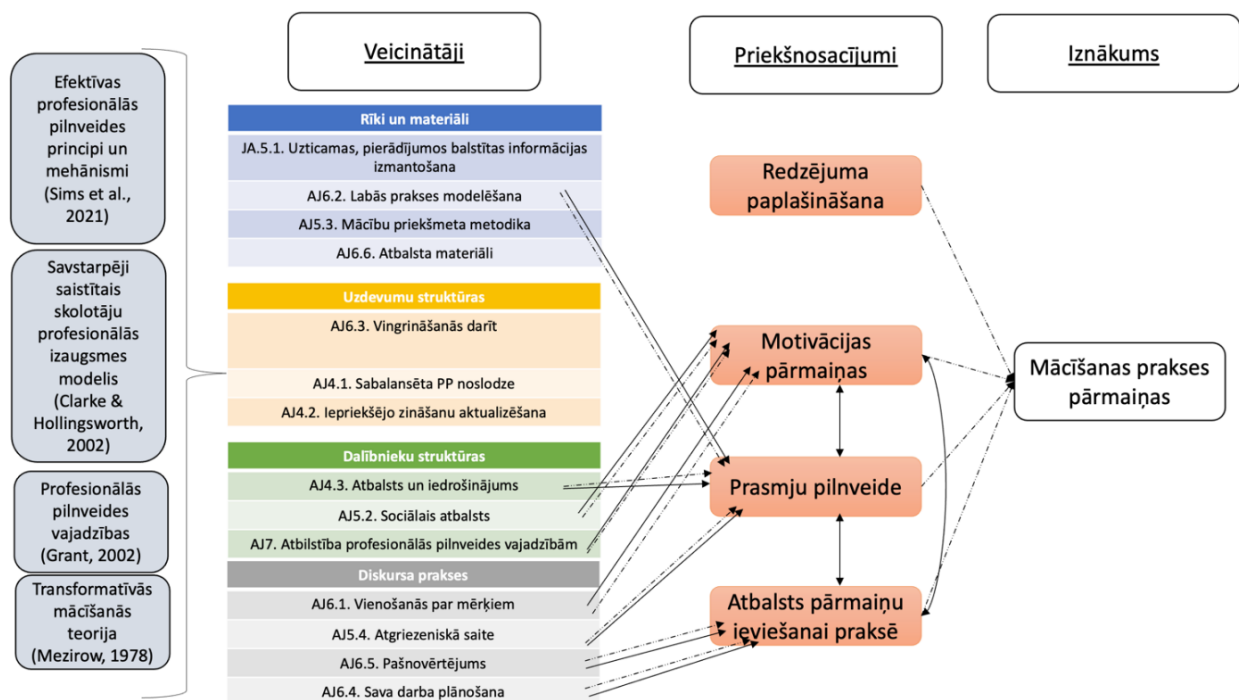 Veicinātāji
Priekšnosacījumi
Iznākums
Efektīvas
profesionālās
pilnveides
principi un
mehānismi
(Sims et al.,
2021)
Savstarpēji
saistītais
skolotāju
profesionālās
izaugsmes
modelis
(Clarke &
Hollingsworth,
2002)
Profesionālās
pilnveides
vajadzības
(Grant, 2002)
Transformatīvās
mācīšanās
teorija
(Mezirow, 1978)
Rīki un materiāli
JA.5.1. Uzticamas, pierādījumos balstītas informācijas
izmantošana
AJ6.2. Labās prakses modelēšana
AJ5.3. Mācību priekšmeta metodika
AJ6.6. Atbalsta materiāli
Uzdevumu struktūras
AJ6.3. Vingrināšanās darīt
AJ4.1. Sabalansēta PP noslodze
AJ4.2. Iepriekšējo zināšanu aktualizēšana
Dalībnieku struktūras
AJ4.3. Atbalsts un iedrošinājums
AJ5.2. Sociālais atbalsts
AJ7. Atbilstība profesionālās pilnveides vajadzībām
Diskursa prakses
AJ6.1. Vienošanās par mērķiem
AJ5.4. Atgriezeniskā saite
AJ6.5. Pašnovērtējums
AJ6.4. Sava darba plānošana
Redzējuma
paplašināšana
Motivācijas
pārmaiņas
Prasmju pilnveide
Atbalsts pārmaiņu
ieviešanai praksē
Mācīšanas prakses
pārmaiņas